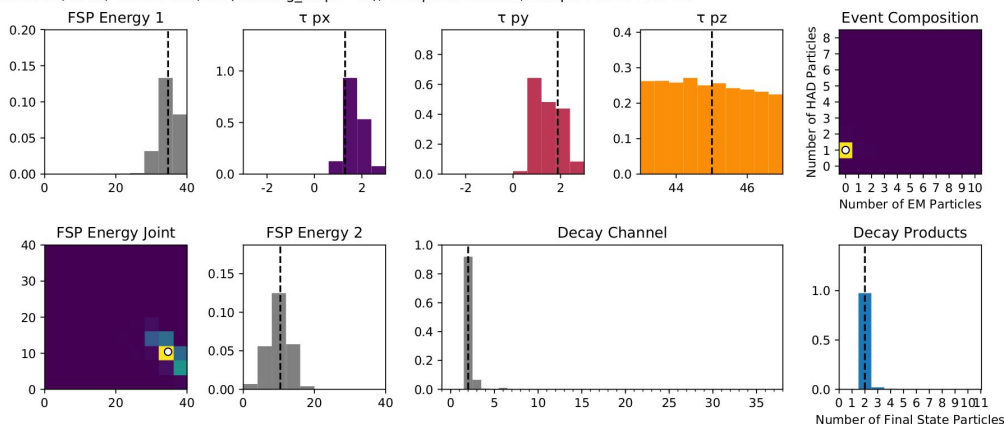 FSP Energy 1
τ px
τ py
τ pz
Event Composition
0.20
0.15
0.10
0.05
0.00
0 20 40
1.0
0.5
0.0
-2 0 2
0.8
0.6
0.4
0.2
0.0
-2 0 2
0.4
0.3
0.2
0.1
0.0
44 46
Number of HAD Particles
8
7
6
5
4
3
2
1
0
0 1 2 3 4 5 6 7 8 9 10
Number of EM Particles
FSP Energy Joint
FSP Energy 2
Decay Channel
Decay Products
40
30
20
10
0
0 20 40
0.15
0.10
0.05
0.00
0 20 40
1.0
0.8
0.6
0.4
0.2
0.0
0 5 10 15 20 25 30 35
1.0
0.5
0.0
0 1 2 3 4 5 6 7 8 9 10 11
Number of Final State Particles